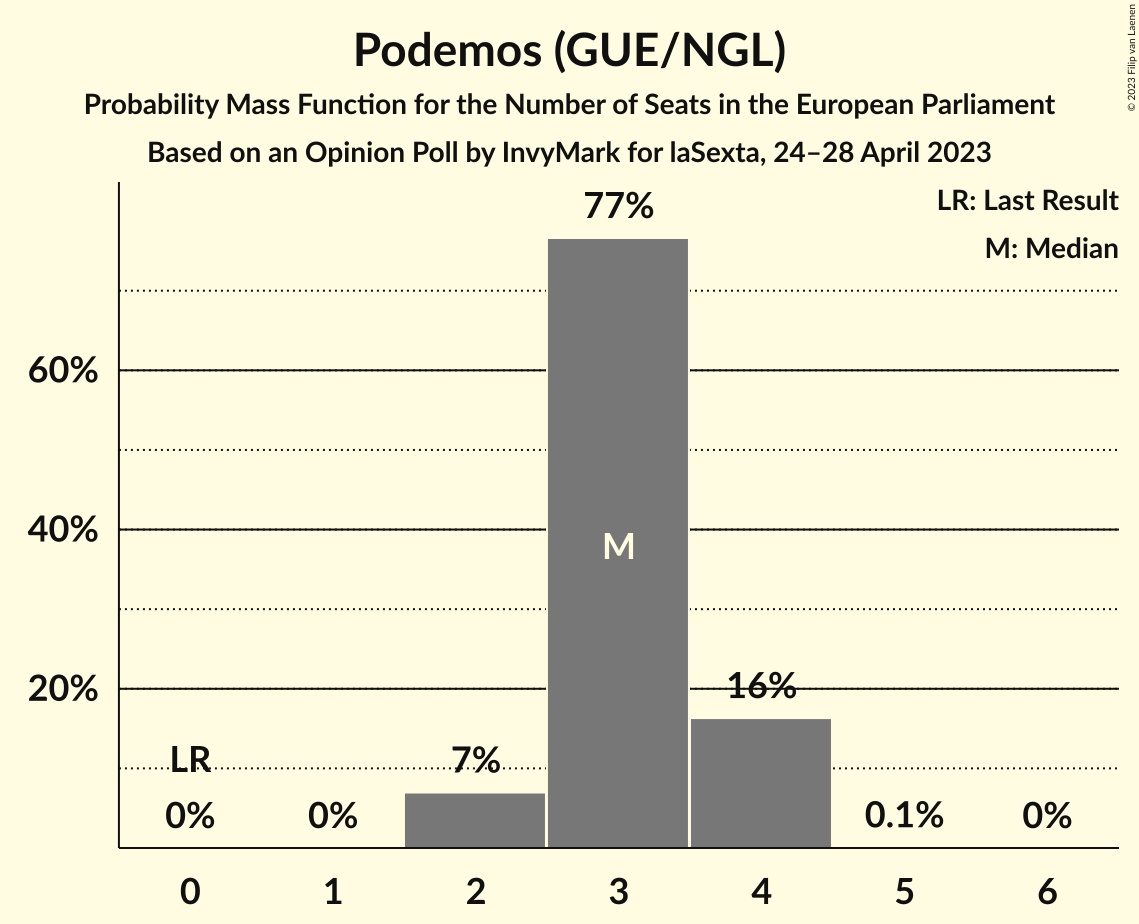 Podemos (GUE/NGL)
Probability Mass Function for the Number of Seats in the European Parliament
Based on an Opinion Poll by InvyMark for laSexta, 24–28 April 2023
© 2023 Filip van Laenen
LR: Last Result
M: Median
77%
60%
40%
M
20%
16%
LR
7%
0%
0%
0.1%
0%
0
1
2
3
4
5
6